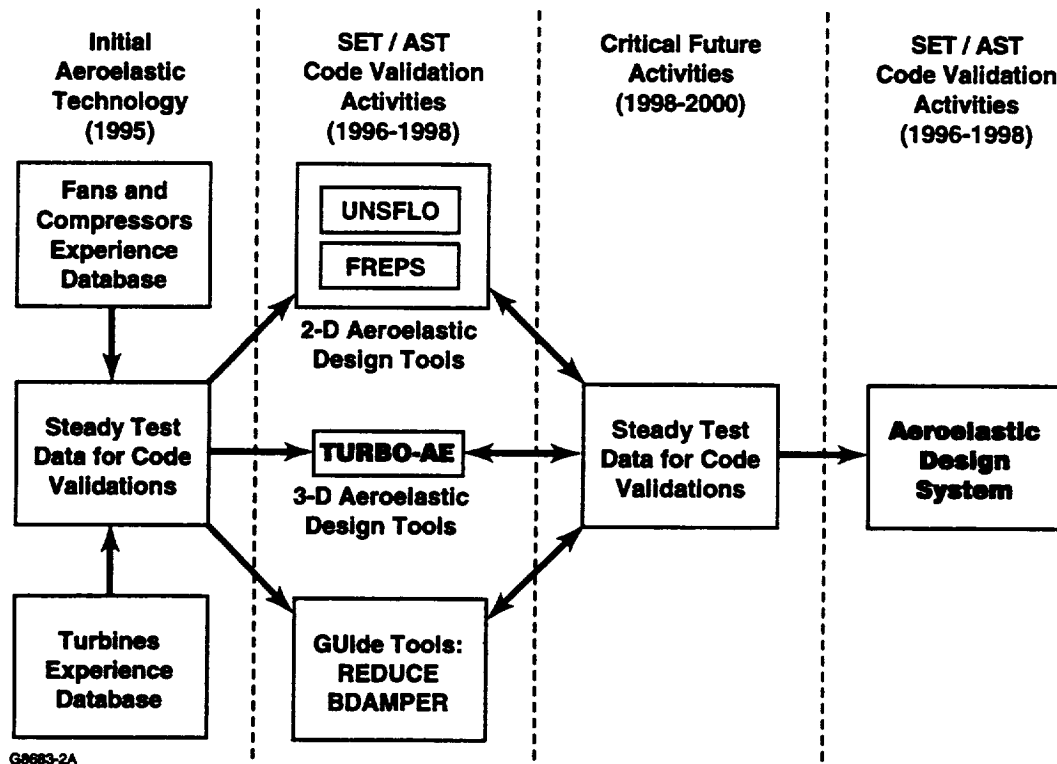 Initial
Aeroelastic
Technology
(1995)
SET / AST
Code Validation
Activities
(1996-1998)
Critical Future
Activities
(1998-2000)
SET / AST
Code Validation
Activities
(1996-1998)
Fans and
Compressors
Experience
Database
Steady Test
Data for Code
Validations
Turbines
Experience
Database
UNSFLO
FREPS
2-D Aeroelastic
Design Tools
TURBO-AE
3-D Aeroelastic
Design Tools
GUIde Tools:
REDUCE
BDAMPER
Steady Test
Data for Code
Validations
Aeroelastic
Design
System
G8683-2A